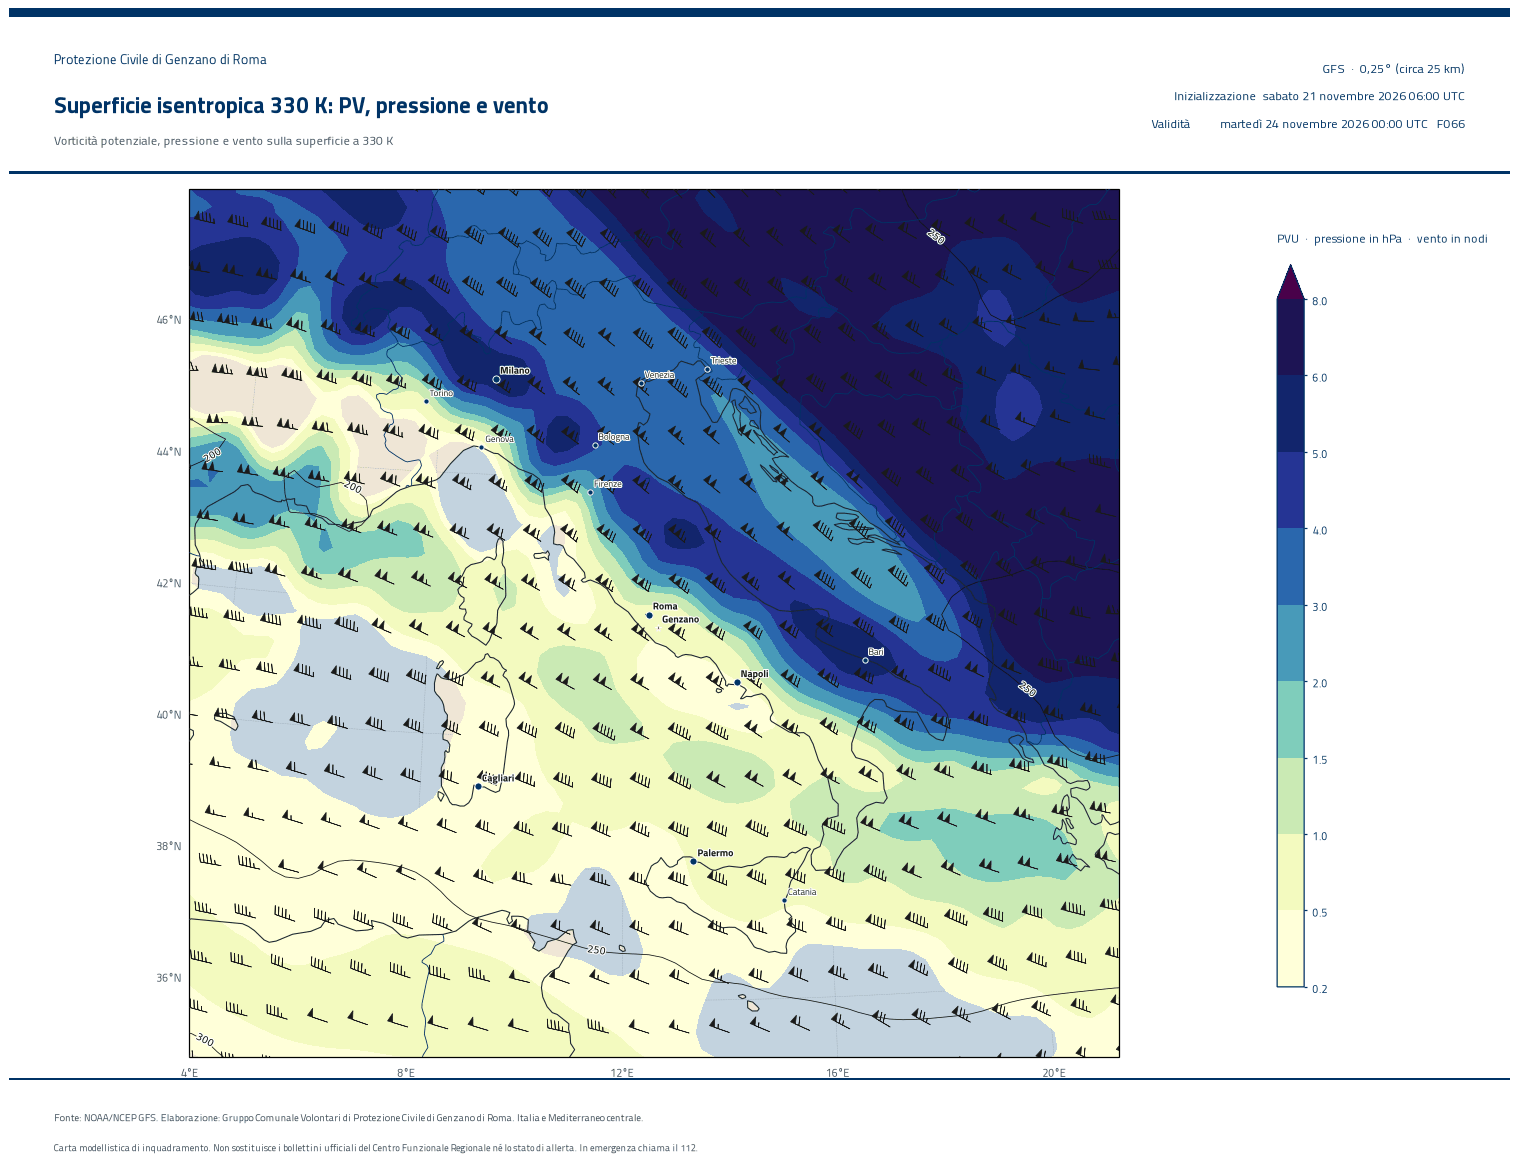 Protezione Civile di Genzano di Roma
Superficie isentropica 330 K: PV, pressione e vento
Vorticità potenziale, pressione e vento sulla superficie a 330 K
GFS · 0,25° (circa 25 km)
Inizializzazione sabato 21 novembre 2026 06:00 UTC
Validità martedì 24 novembre 2026 00:00 UTC F066
PVU · pressione in hPa · vento in nodi
8.0
6.0
5.0
4.0
3.0
2.0
1.5
1.0
0.5
0.2
46°N
44°N
42°N
40°N
38°N
36°N
4°E
8°E
12°E
16°E
20°E
250
Trieste
Milano
Venezia
Torino
Genova
Bologna
200
200
Firenze
Roma
Genzano
Bari
Napoli
250
Cagliari
Palermo
Catania
250
300
Fonte: NOAA/NCEP GFS. Elaborazione: Gruppo Comunale Volontari di Protezione Civile di Genzano di Roma. Italia e Mediterraneo centrale.
Carta modellistica di inquadramento. Non sostituisce i bollettini ufficiali del Centro Funzionale Regionale né lo stato di allerta. In emergenza chiama il 112.